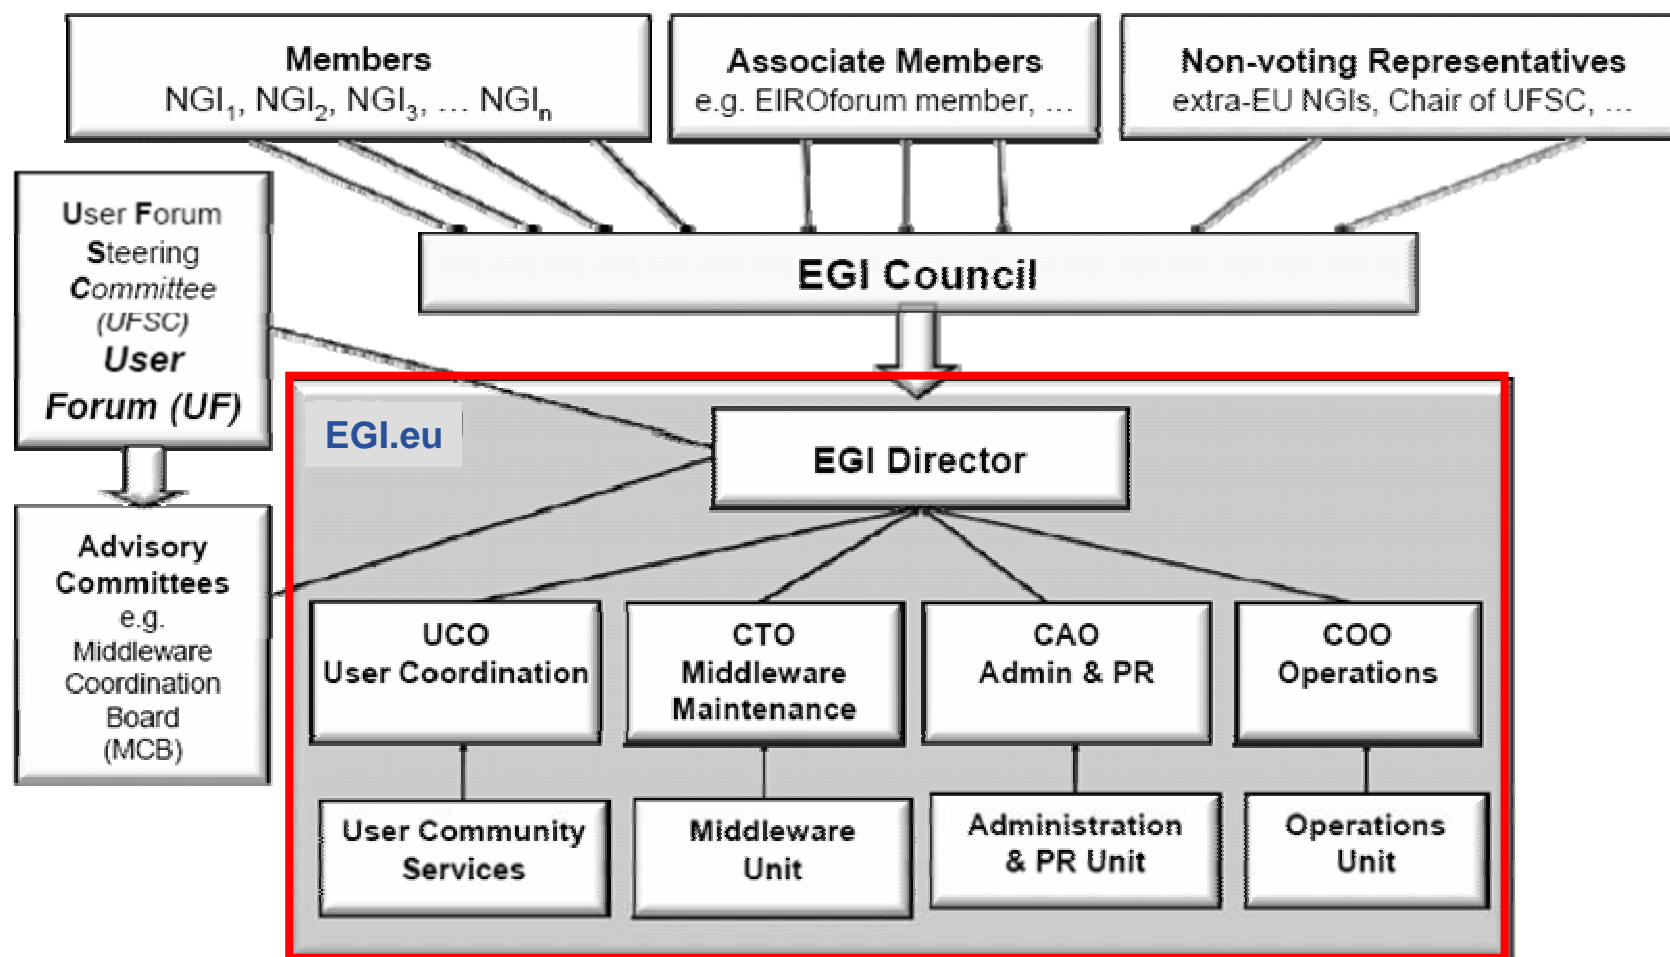 Members
NGI1, NGI2, NGI3, ... NGIn
Associate Members
e.g. EIROforum member, ...
Non-voting Representatives
extra-EU NGIs, Chair of UFSC, ...
User Forum
Steering
Committee
(UFSC)
User
Forum (UF)
EGI Council
EGI.eu
EGI Director
Advisory
Committees
e.g.
Middleware
Coordination
Board
(MCB)
UCO
User Coordination
CTO
Middleware
Maintenance
CAO
Admin & PR
COO
Operations
User Community
Services
Middleware
Unit
Administration
& PR Unit
Operations
Unit